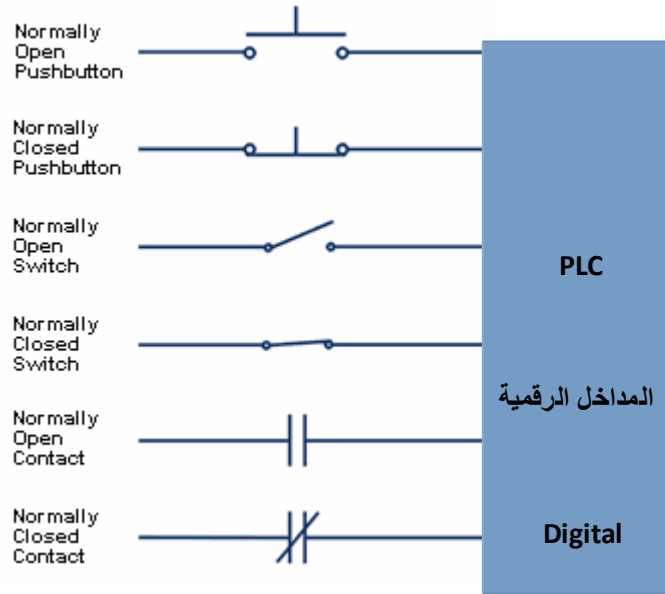 Normally
Open
Pushbutton
Normally
Closed
Pushbutton
Normally
Open
Switch
Normally
Closed
Switch
Normally
Open
Contact
Normally
Closed
Contact
PLC
المداخل الرقمية
Digital